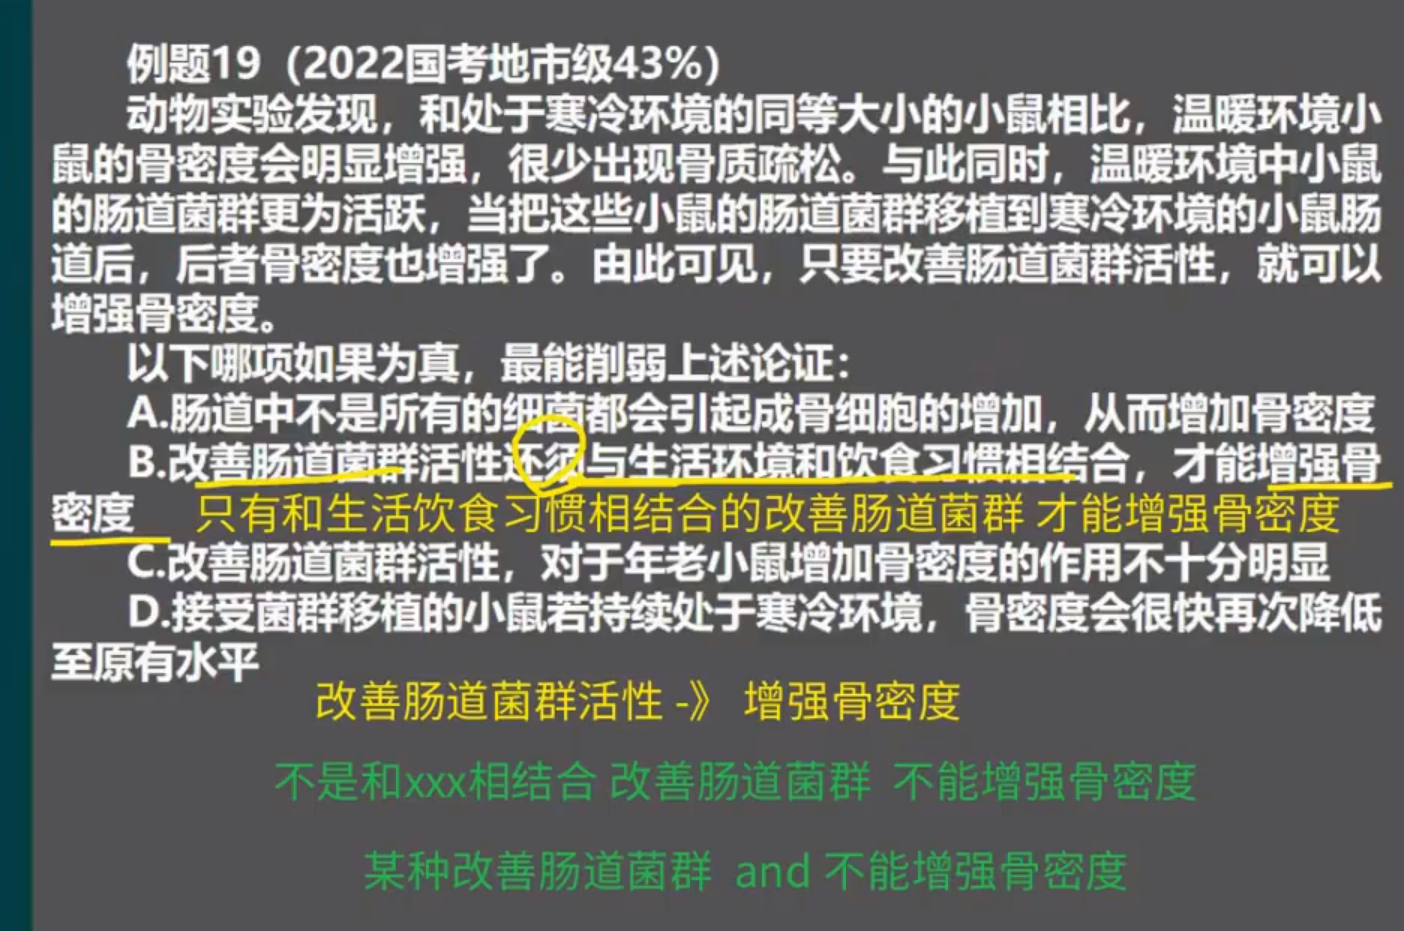 例题19（2022国考地市级43%）
动物实验发现，和处于寒冷环境的同等大小的小鼠相比，温暖环境小
鼠的骨密度会明显增强，很少出现骨质疏松。与此同时，温暖环境中小鼠
的肠道菌群更为活跃，当把这些小鼠的肠道菌群移植到寒冷环境的小鼠肠
道后，后者骨密度也增强了。由此可见，只要改善肠道菌群活性，就可以
增强骨密度。
以下哪项如果为真，最能削弱上述论证：
A.肠道中不是所有的细菌都会引起成骨细胞的增加，从而增加骨密度
B.改善肠道菌群活性还须与生活环境和饮食习惯相结合，才能增强骨
密度 只有和生活饮食习惯相结合的改善肠道菌群 才能增强骨密度
C.改善肠道菌群活性，对于年老小鼠增加骨密度的作用不十分明显
D.接受菌群移植的小鼠若持续处于寒冷环境，骨密度会很快再次降低
至原有水平
改善肠道菌群活性 -》 增强骨密度
不是和xxx相结合 改善肠道菌群 不能增强骨密度
某种改善肠道菌群 and 不能增强骨密度